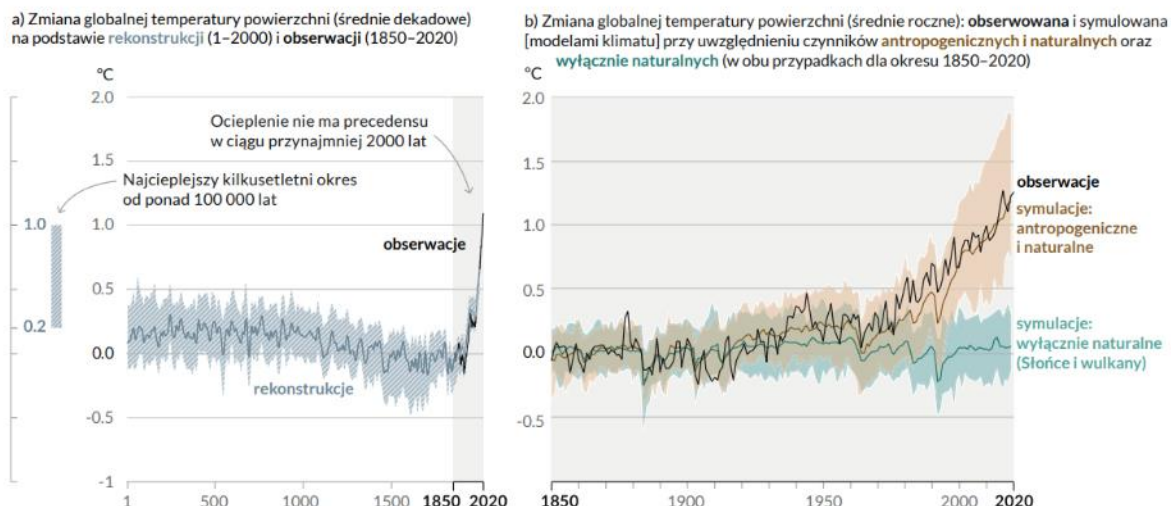 a) Zmiana globalnej temperatury powierzchni (średnie dekadowe)
na podstawie rekonstrukcji (1–2000) i obserwacji (1850–2020)
°C
2.0
1.5
1.0
0.5
0.0
-0.5
-1
1.0
0.2
Ocieplenie nie ma precedensu
w ciągu przynajmniej 2000 lat
Najcieplejszy kilkusetletni okres
od ponad 100 000 lat
obserwacje
rekonstrukcje
1 500 1000 1500 1850 2020
b) Zmiana globalnej temperatury powierzchni (średnie roczne): obserwowana i symulowana
[modelami klimatu] przy uwzględnieniu czynników antropogenicznych i naturalnych oraz
wyłącznie naturalnych (w obu przypadkach dla okresu 1850–2020)
°C
2.0
1.5
1.0
0.5
0.0
-0.5
obserwacje
symulacje:
antropogeniczne
i naturalne
symulacje:
wyłącznie naturalne
(Słońce i wulkany)
1850 1900 1950 2000 2020